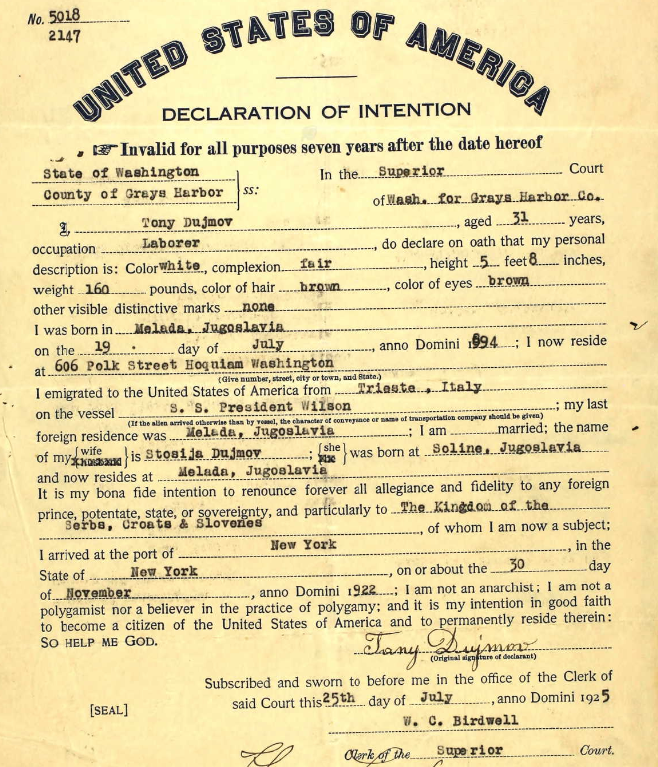 No. 5018
2147
UNITED STATES OF AMERICA
DECLARATION OF INTENTION
☞ Invalid for all purposes seven years after the date hereof
State of Washington
County of Grays Harbor
ss:
In the Superior Court
of Wash. for Grays Harbor Co.
I, Tony Dujmov, aged 31 years,
occupation Laborer, do declare on oath that my personal
description is: Color white, complexion fair, height 5 feet 8 inches,
weight 160 pounds, color of hair brown, color of eyes brown
other visible distinctive marks none
I was born in Melada, Jugoslavia
on the 19 day of July, anno Domini 1894; I now reside
at 606 Polk Street Hoquiam Washington
(Give number, street, city or town, and State.)
I emigrated to the United States of America from Trieste, Italy
on the vessel S. S. President Wilson; my last
(If the alien arrived otherwise than by vessel, the character of conveyance or name of transportation company should be given)
foreign residence was Melada, Jugoslavia; I am married; the name
of my wife is Stosija Dujmov; she was born at Soline, Jugoslavia
and now resides at Melada, Jugoslavia
It is my bona fide intention to renounce forever all allegiance and fidelity to any foreign
prince, potentate, state, or sovereignty, and particularly to The Kingdom of the
Serbs, Croats & Slovenes, of whom I am now a subject;
I arrived at the port of New York, in the
State of New York, on or about the 30 day
of November, anno Domini 1922; I am not an anarchist; I am not a
polygamist nor a believer in the practice of polygamy; and it is my intention in good faith
to become a citizen of the United States of America and to permanently reside therein:
SO HELP ME GOD.
Tony Dujmov
(Original signature of declarant)
Subscribed and sworn to before me in the office of the Clerk of
said Court this 25th day of July, anno Domini 1925
[SEAL]
W. C. Birdwell
Clerk of the Superior Court.